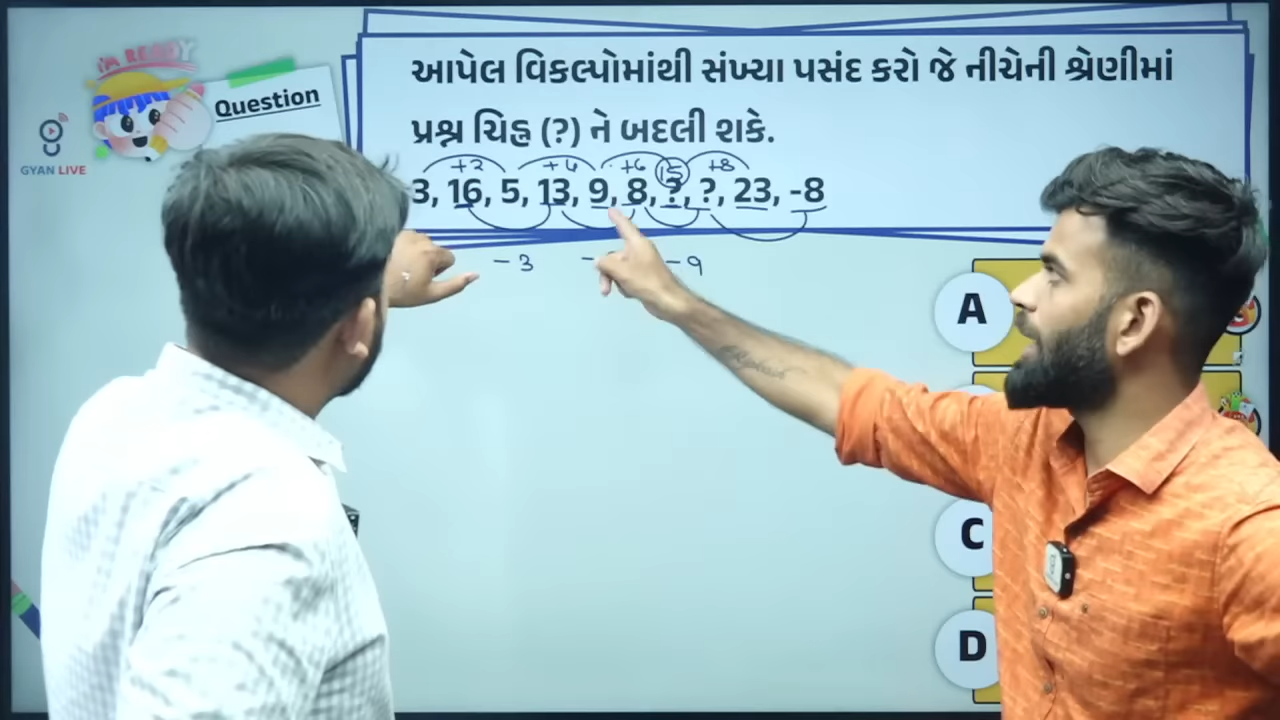 I'M READY
Question
GYAN LIVE
આપેલ વિકલ્પોમાંથી સંખ્યા પસંદ કરો જે નીચેની શ્રેણીમાં
પ્રશ્ન ચિહ્ન (?) ને બદલી શકે.
+2 +4 +6 15 +8
3, 16, 5, 13, 9, 8, ?, ?, 23, -8
-3 - -9
A
C
D